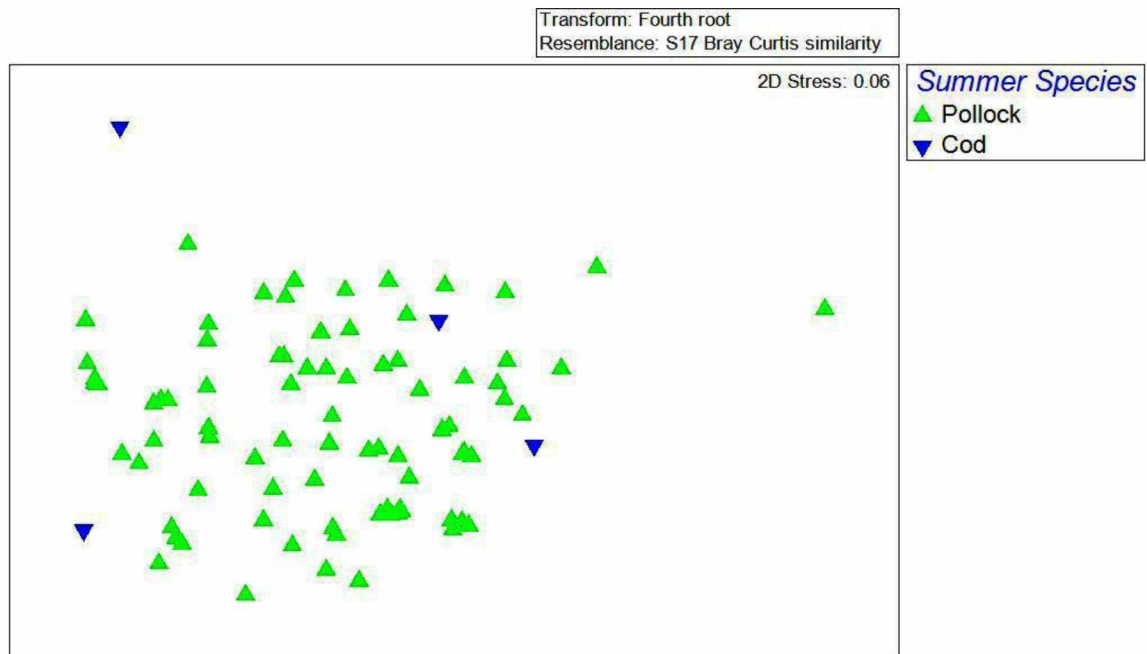 Transform: Fourth root
Resemblance: S17 Bray Curtis similarity
2D Stress: 0.06
Summer Species
Pollock
Cod